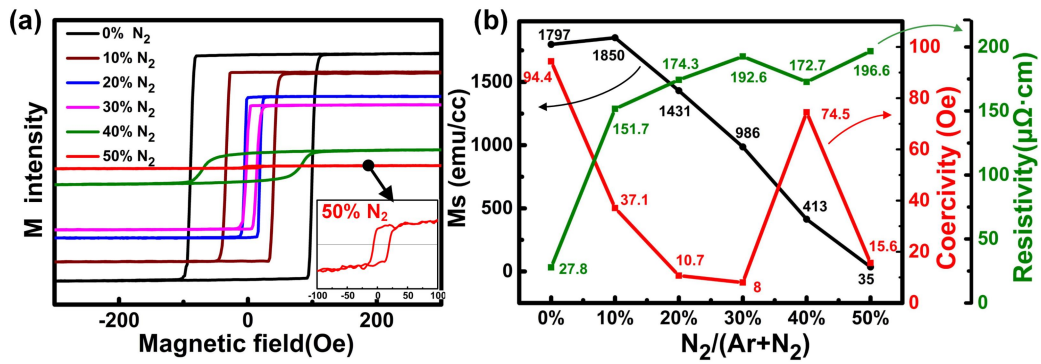 (a)
0% N₂
10% N₂
20% N₂
30% N₂
40% N₂
50% N₂
M intensity
50% N₂
-100 -50 0 50 100
-200 0 200
Magnetic field(Oe)
(b)
1797
1850
94.4
174.3
192.6
172.7
196.6
1431
151.7
986
74.5
37.1
413
27.8
10.7
8
15.6
35
Ms (emu/cc)
1500
1000
500
0
100
80
60
40
20
0
Coercivity (Oe)
200
150
100
50
0
Resistivity(μΩ·cm)
0% 10% 20% 30% 40% 50%
N₂/(Ar+N₂)